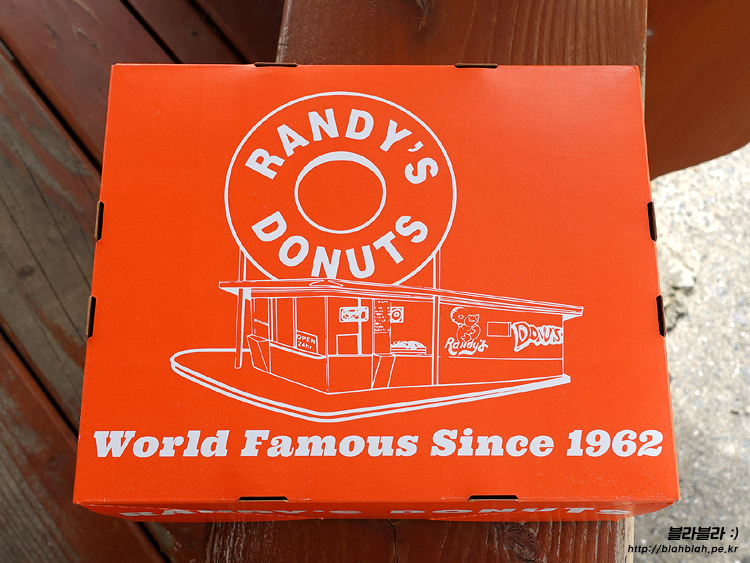 RANDY'S
DONUTS
OPEN
24hr
Randy's
DONUTS
World Famous Since 1962
RANDY'S DONUTS
블라블라 :)
http://blahblah.pe.kr